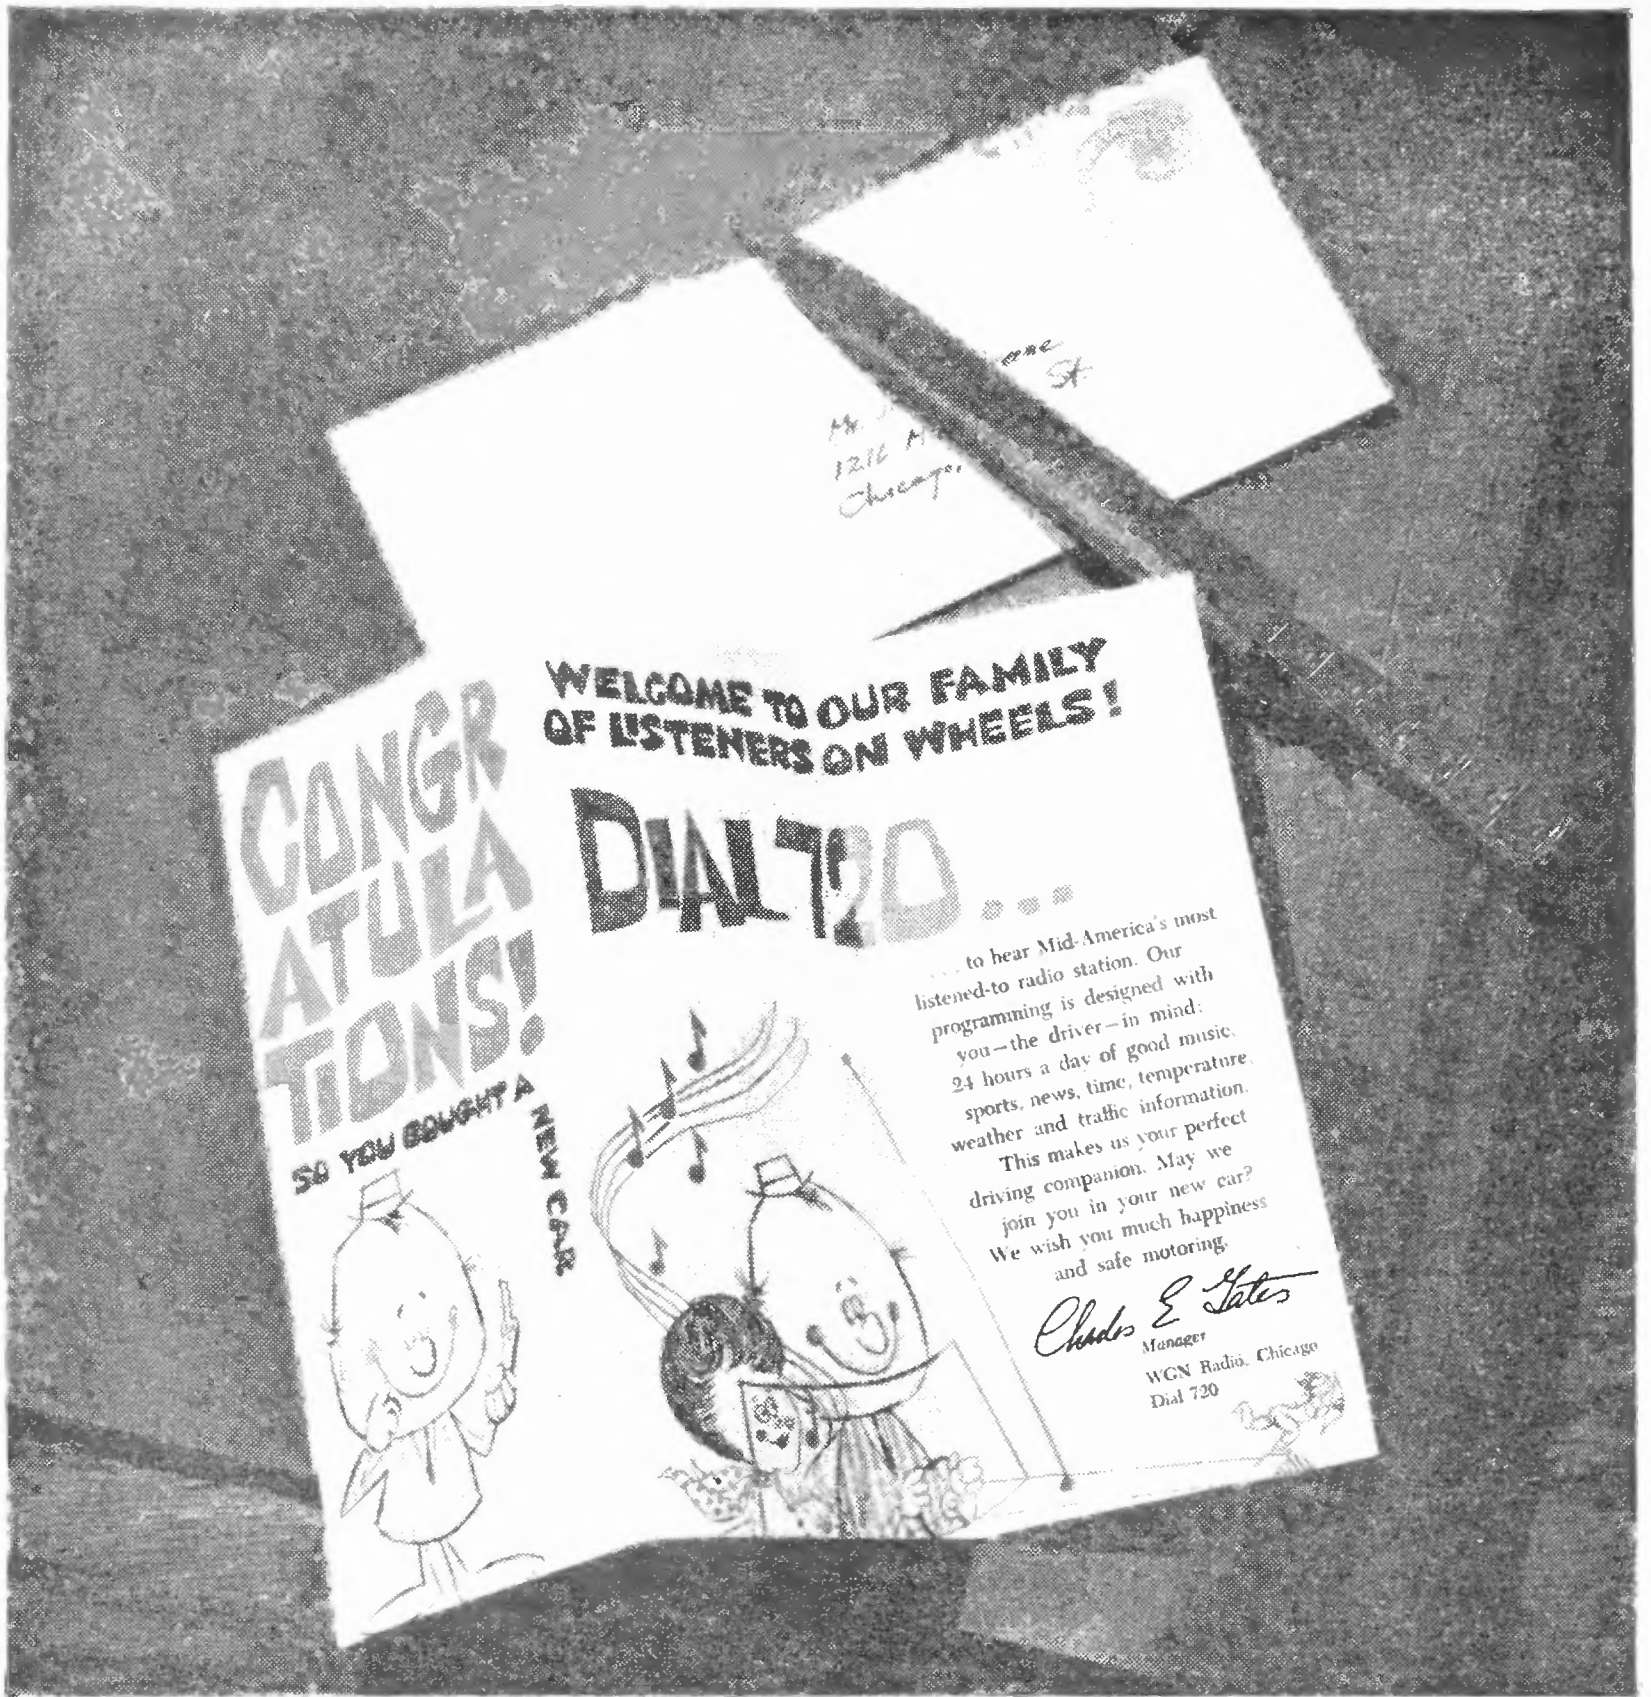 ane
St.
Mr.
1216
Chicago,
CONGR
ATULA
TIONS!
SO YOU BOUGHT A
NEW CAR
WELCOME TO OUR FAMILY
OF LISTENERS ON WHEELS!
DIAL 720...
... to hear Mid-America's most
listened-to radio station. Our
programming is designed with
you—the driver—in mind:
24 hours a day of good music,
sports, news, time, temperature,
weather and traffic information.
This makes us your perfect
driving companion. May we
join you in your new car?
We wish you much happiness
and safe motoring.
Charles E Gates
Manager
WGN Radio, Chicago
Dial 720